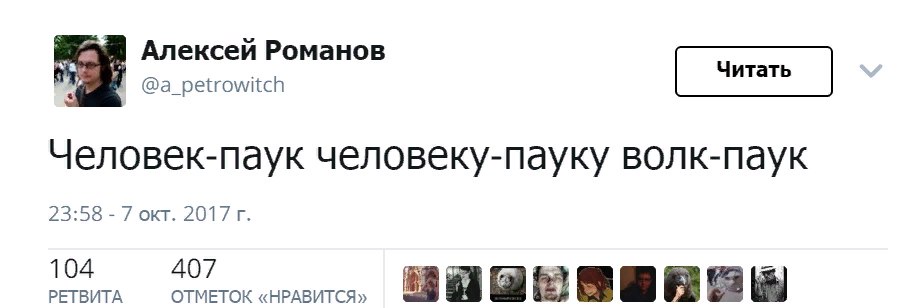 Алексей Романов
@a_petrowitch
Читать
Человек-паук человеку-пауку волк-паук
23:58 - 7 окт. 2017 г.
104 407
РЕТВИТА ОТМЕТОК «НРАВИТСЯ»